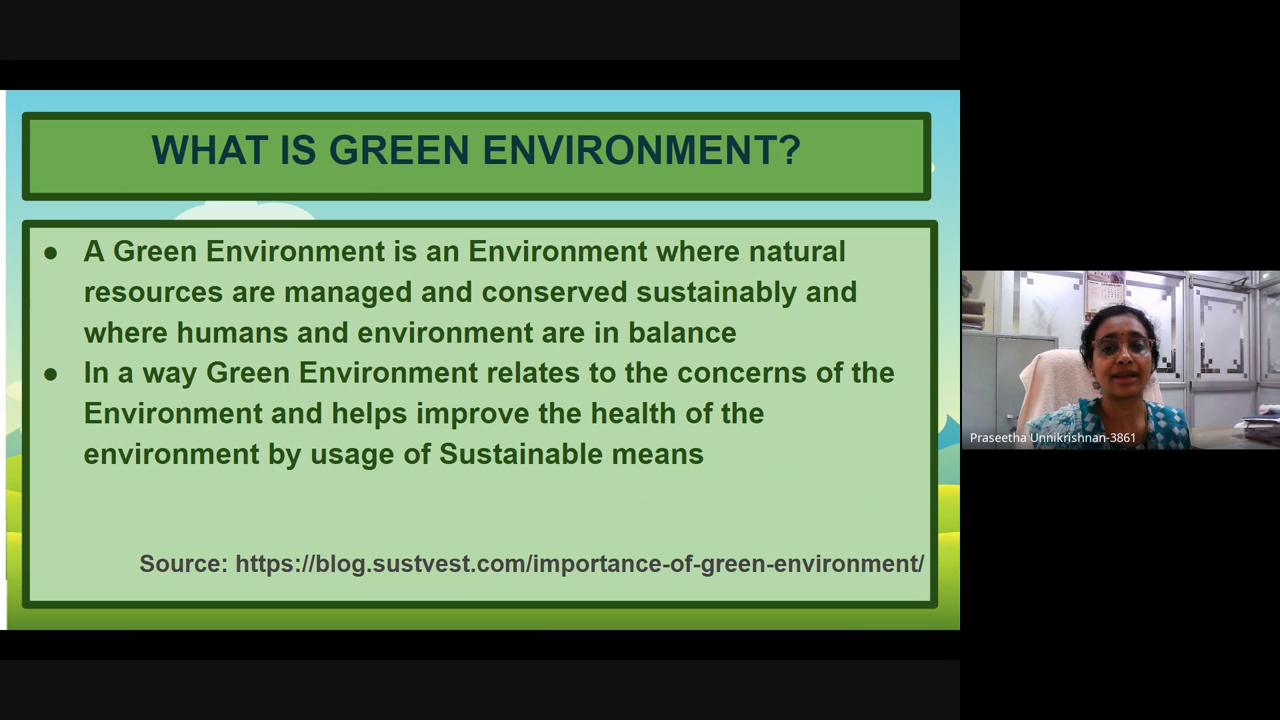 WHAT IS GREEN ENVIRONMENT?
● A Green Environment is an Environment where natural
resources are managed and conserved sustainably and
where humans and environment are in balance
● In a way Green Environment relates to the concerns of the
Environment and helps improve the health of the
environment by usage of Sustainable means
Source: https://blog.sustvest.com/importance-of-green-environment/
Praseetha Unnikrishnan-3861